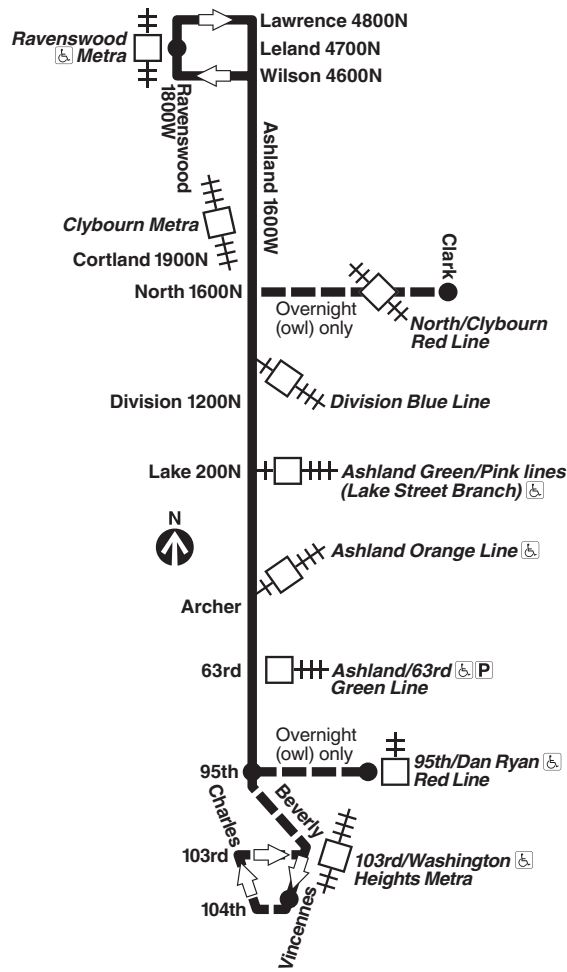 Lawrence 4800N
Ravenswood
Metra
Leland 4700N
Wilson 4600N
Ravenswood
1800W
Ashland 1600W
Clybourn Metra
Cortland 1900N
Clark
North 1600N
Overnight
(owl) only
North/Clybourn
Red Line
Division 1200N
Division Blue Line
Lake 200N
Ashland Green/Pink lines
(Lake Street Branch)
N
Ashland Orange Line
Archer
63rd
Ashland/63rd P
Green Line
Overnight
(owl) only
95th
95th/Dan Ryan
Red Line
Beverly
Charles
103rd
103rd/Washington
Heights Metra
104th
Vincennes